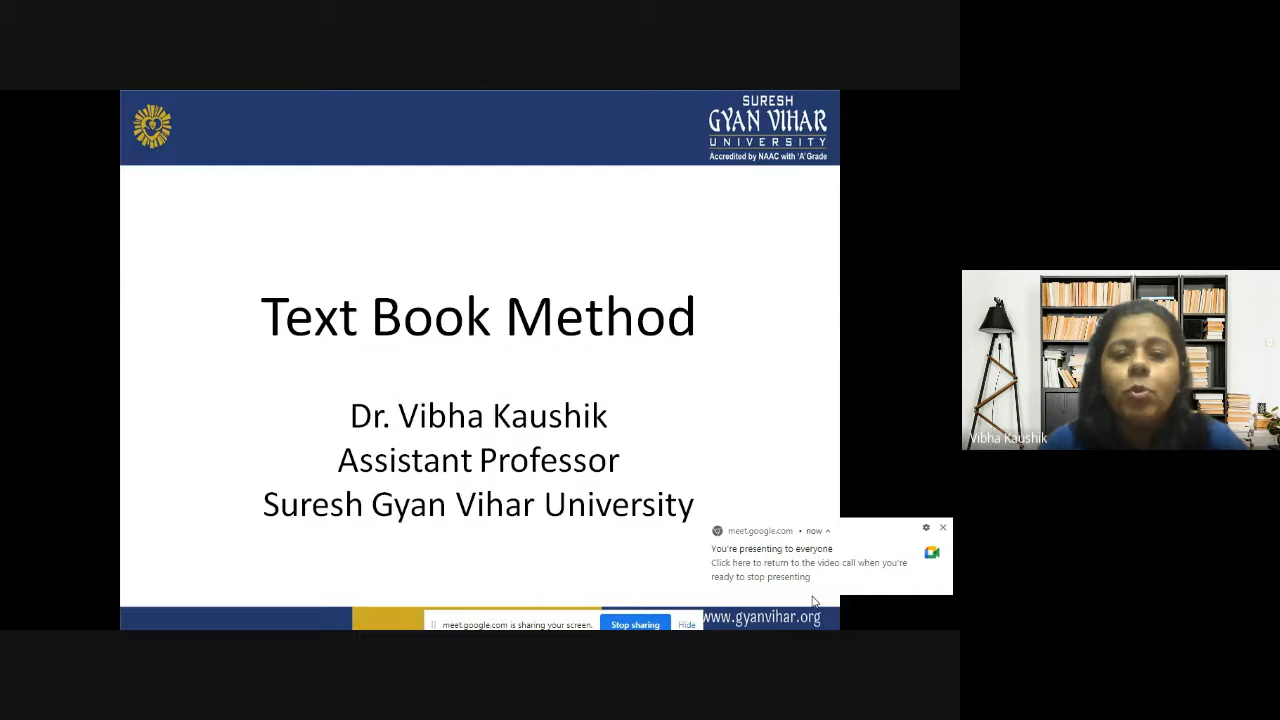 SURESH
GYAN VIHAR
UNIVERSITY
Accredited by NAAC with 'A' Grade
Text Book Method
Dr. Vibha Kaushik
Assistant Professor
Suresh Gyan Vihar University
Vibha Kaushik
meet.google.com • now
You're presenting to everyone
Click here to return to the video call when you're
ready to stop presenting
meet.google.com is sharing your screen.
Stop sharing
Hide
www.gyanvihar.org